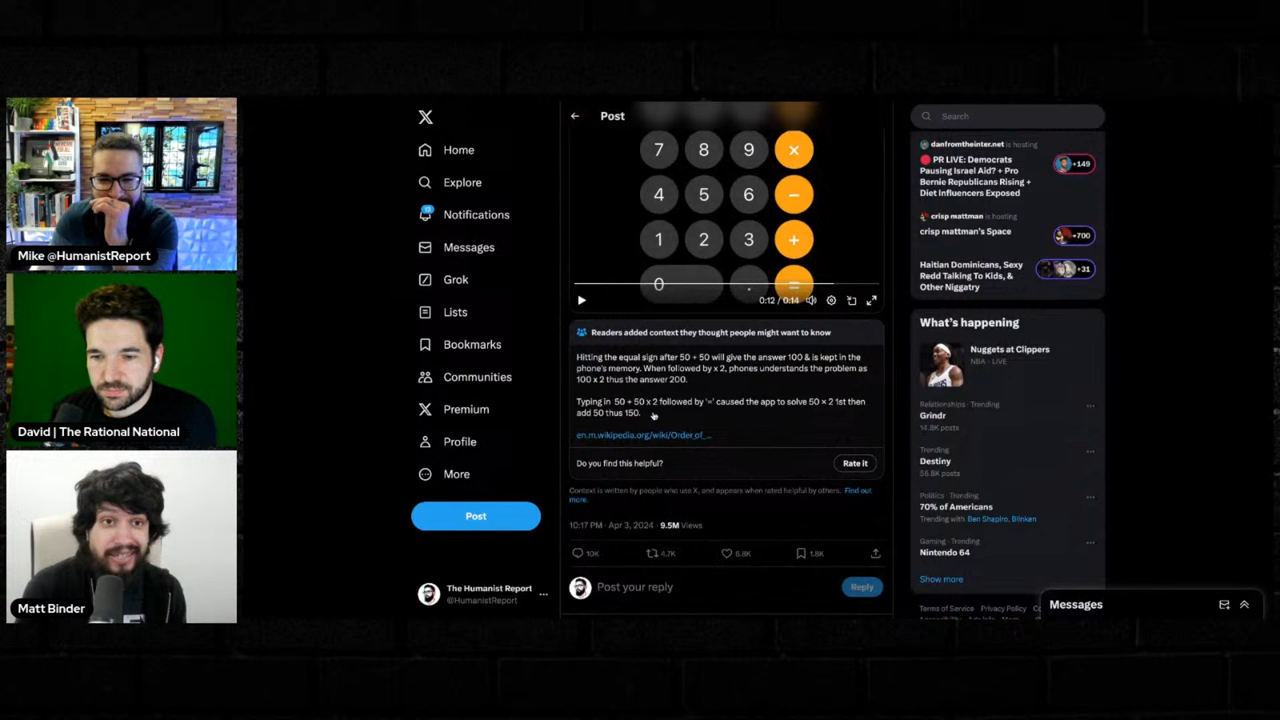 Mike @HumanistReport
David | The Rational National
Matt Binder
Home
Explore
Notifications
Messages
Grok
Lists
Bookmarks
Communities
Premium
Profile
More
Post
The Humanist Report
@HumanistReport
Post
7 8 9 ×
4 5 6 −
1 2 3 +
0 . =
0:12 / 0:14
Readers added context they thought people might want to know
Hitting the equal sign after 50 + 50 will give the answer 100 & is kept in the
phone's memory. When followed by x 2, phones understands the problem as
100 x 2 thus the answer 200.
Typing in 50 + 50 x 2 followed by '=' caused the app to solve 50 × 2 1st then
add 50 thus 150.
en.m.wikipedia.org/wiki/Order_of_...
Do you find this helpful?
Rate it
Context is written by people who use X, and appears when rated helpful by others. Find out
more.
10:17 PM · Apr 3, 2024 · 9.5M Views
10K 4.7K 6.8K 1.8K
Post your reply
Reply
Search
danfromtheinter.net is hosting
PR LIVE: Democrats
Pausing Israel Aid? + Pro
Bernie Republicans Rising +
Diet Influencers Exposed
+149
crisp mattman is hosting
crisp mattman's Space
+700
Haitian Dominicans, Sexy
Redd Talking To Kids, &
Other Niggatry
+31
What's happening
Nuggets at Clippers
NBA · LIVE
Relationships · Trending
Grindr
14.8K posts
Trending
Destiny
Politics · Trending
70% of Americans
Trending with Ben Shapiro, Blinken
Gaming · Trending
Nintendo 64
Show more
Terms of Service Privacy Policy
Messages